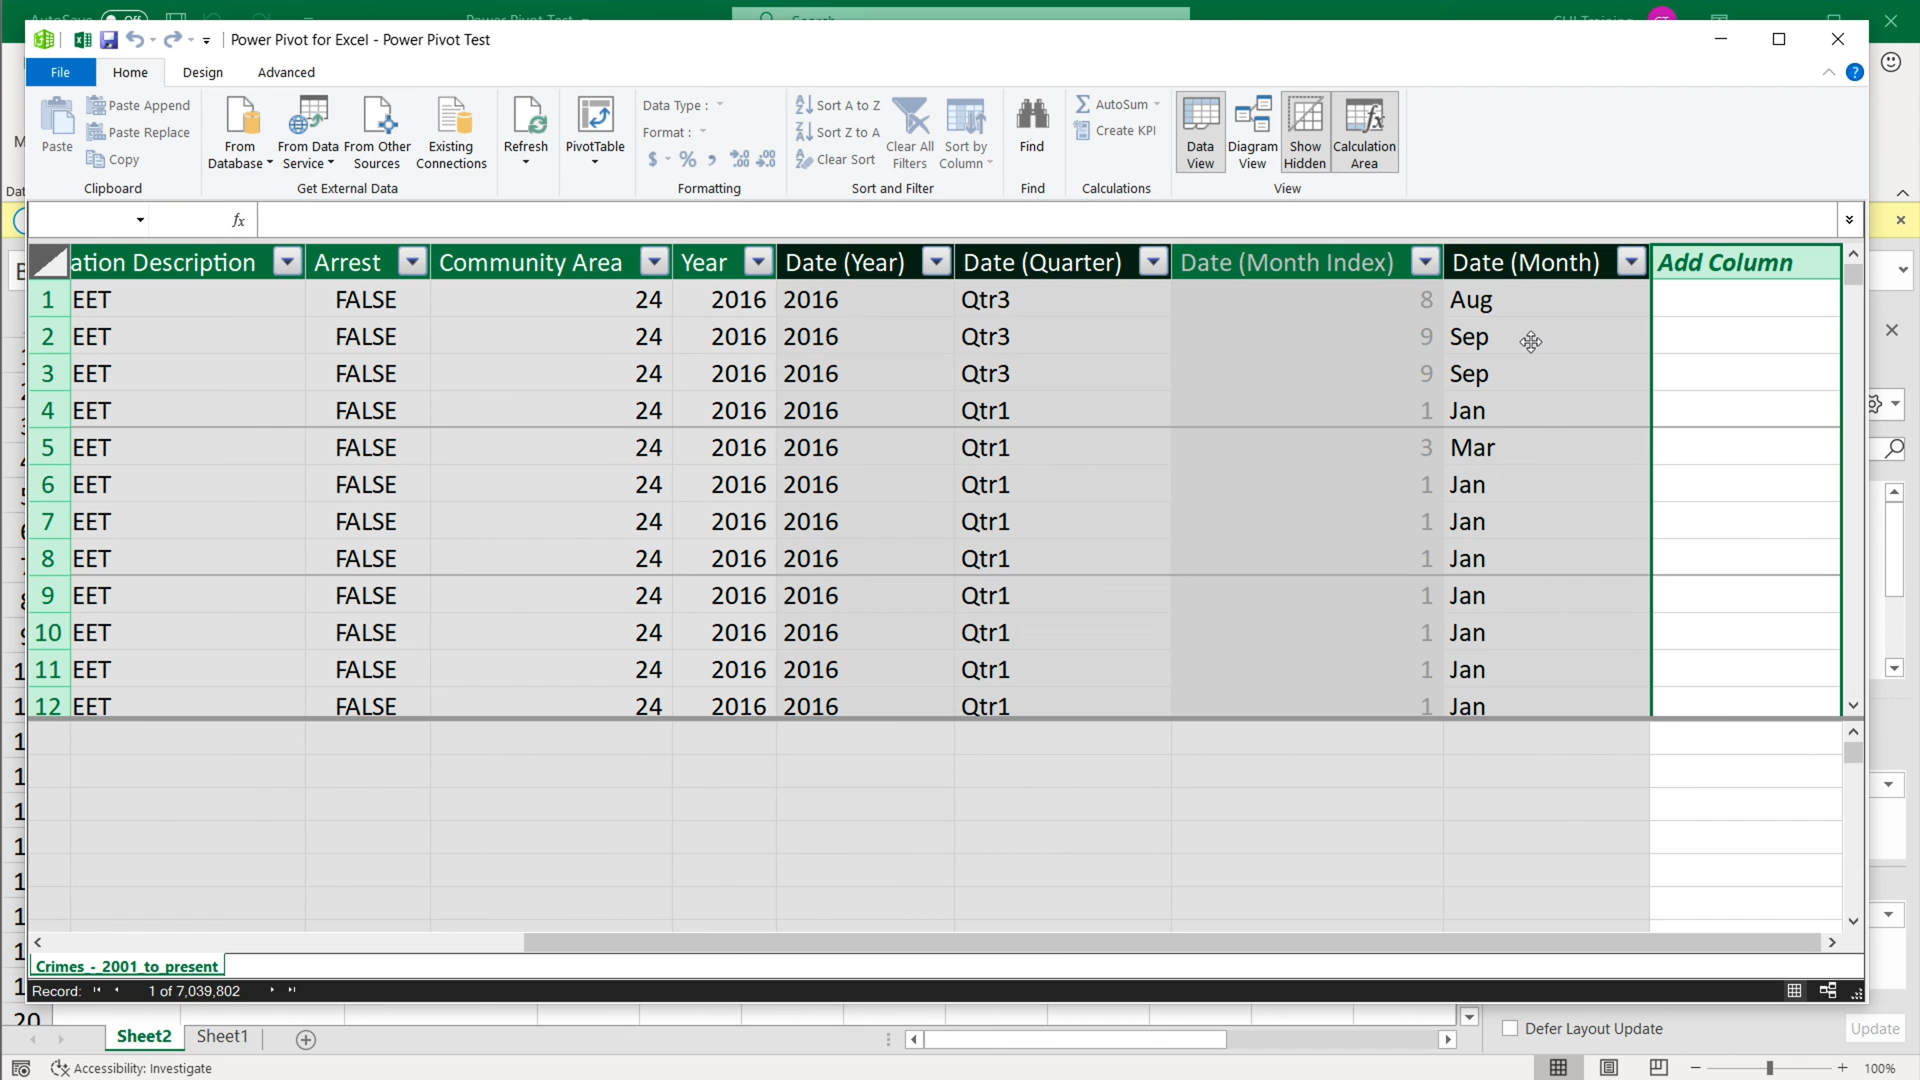 Power Pivot for Excel - Power Pivot Test
File Home Design Advanced
Paste
Paste Append
Paste Replace
Copy
Clipboard
From Database
From Data Service
From Other Sources
Existing Connections
Get External Data
Refresh
PivotTable
Data Type :
Format :
$ % ,
Formatting
Sort A to Z
Sort Z to A
Clear Sort
Clear All Filters
Sort by Column
Sort and Filter
Find
Find
AutoSum
Create KPI
Calculations
Data View
Diagram View
Show Hidden
Calculation Area
View
fx
ation Description Arrest Community Area Year Date (Year) Date (Quarter) Date (Month Index) Date (Month) Add Column
1 EET FALSE 24 2016 2016 Qtr3 8 Aug
2 EET FALSE 24 2016 2016 Qtr3 9 Sep
3 EET FALSE 24 2016 2016 Qtr3 9 Sep
4 EET FALSE 24 2016 2016 Qtr1 1 Jan
5 EET FALSE 24 2016 2016 Qtr1 3 Mar
6 EET FALSE 24 2016 2016 Qtr1 1 Jan
7 EET FALSE 24 2016 2016 Qtr1 1 Jan
8 EET FALSE 24 2016 2016 Qtr1 1 Jan
9 EET FALSE 24 2016 2016 Qtr1 1 Jan
10 EET FALSE 24 2016 2016 Qtr1 1 Jan
11 EET FALSE 24 2016 2016 Qtr1 1 Jan
12 EET FALSE 24 2016 2016 Qtr1 1 Jan
Crimes_-_2001_to_present
Record: 1 of 7,039,802
20
Sheet2 Sheet1
Defer Layout Update Update
Accessibility: Investigate
100%